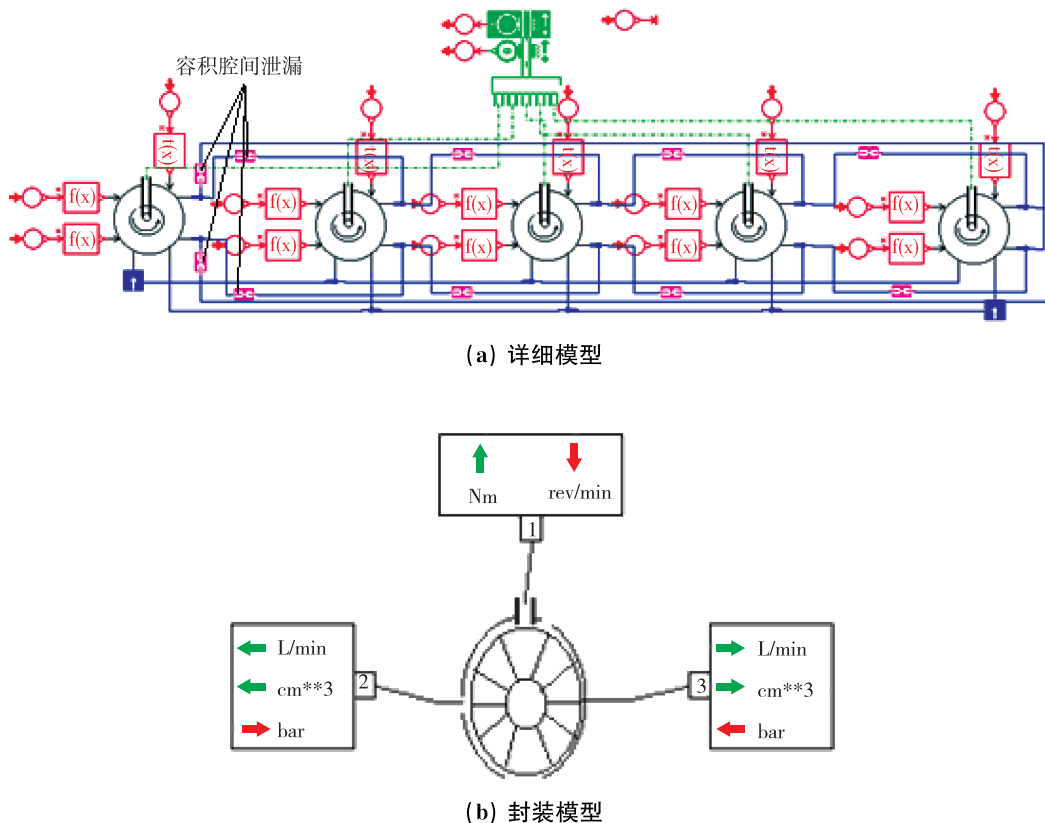 容积腔间泄漏
t(x)
t(x)
t(x)
t(x)
t(x)
f(x)
f(x)
f(x)
f(x)
f(x)
f(x)
f(x)
f(x)
f(x)
f(x)
(a) 详细模型
Nm
rev/min
1
L/min
cm**3
bar
2
3
L/min
cm**3
bar
(b) 封装模型